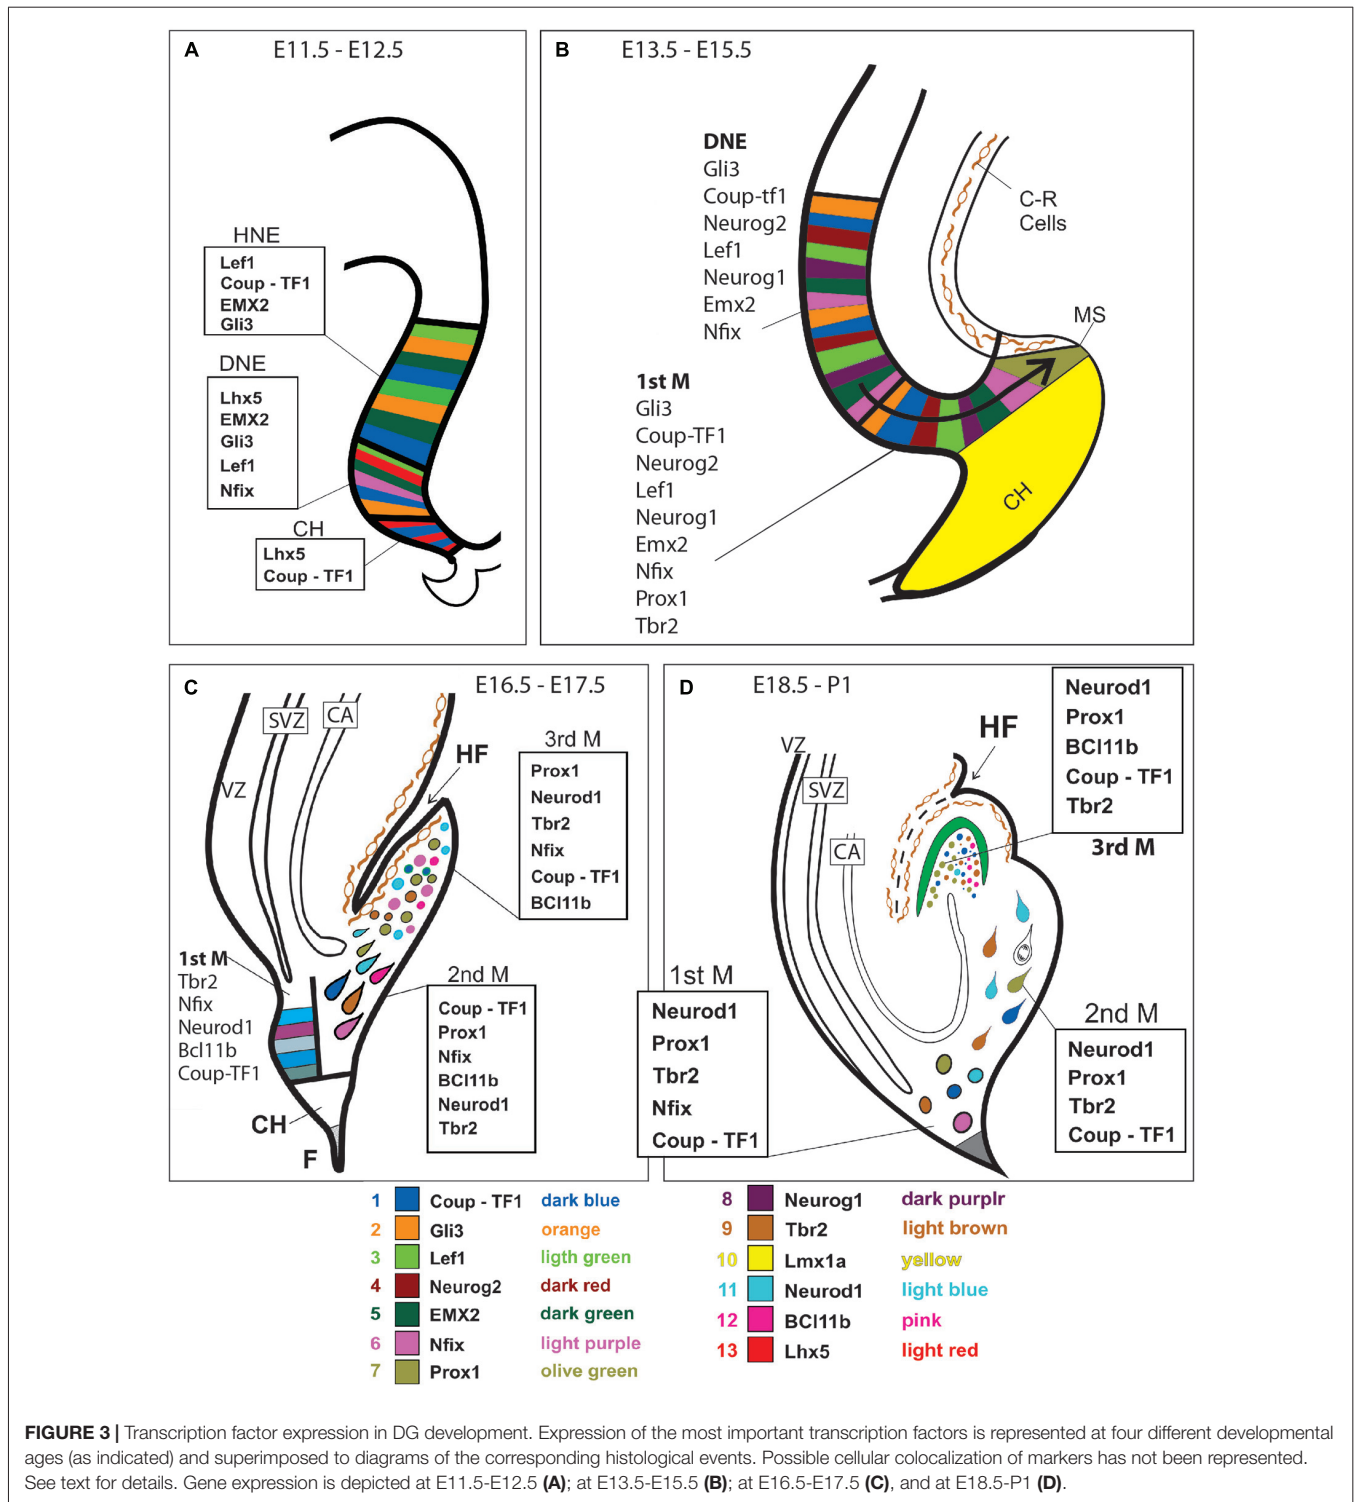 A
E11.5 - E12.5
HNE
Lef1
Coup - TF1
EMX2
Gli3
DNE
Lhx5
EMX2
Gli3
Lef1
Nfix
CH
Lhx5
Coup - TF1
B
E13.5 - E15.5
DNE
Gli3
Coup-tf1
Neurog2
Lef1
Neurog1
Emx2
Nfix
C-R
Cells
MS
1st M
Gli3
Coup-TF1
Neurog2
Lef1
Neurog1
Emx2
Nfix
Prox1
Tbr2
CH
C
E16.5 - E17.5
SVZ
CA
VZ
HF
3rd M
Prox1
Neurod1
Tbr2
Nfix
Coup - TF1
BCl11b
1st M
Tbr2
Nfix
Neurod1
Bcl11b
Coup-TF1
2nd M
Coup - TF1
Prox1
Nfix
BCl11b
Neurod1
Tbr2
CH
F
D
E18.5 - P1
VZ
SVZ
CA
HF
Neurod1
Prox1
BCl11b
Coup - TF1
Tbr2
3rd M
1st M
Neurod1
Prox1
Tbr2
Nfix
Coup - TF1
2nd M
Neurod1
Prox1
Tbr2
Coup - TF1
1 Coup - TF1 dark blue
2 Gli3 orange
3 Lef1 ligth green
4 Neurog2 dark red
5 EMX2 dark green
6 Nfix light purple
7 Prox1 olive green
8 Neurog1 dark purplr
9 Tbr2 light brown
10 Lmx1a yellow
11 Neurod1 light blue
12 BCl11b pink
13 Lhx5 light red
FIGURE 3 | Transcription factor expression in DG development. Expression of the most important transcription factors is represented at four different developmental
ages (as indicated) and superimposed to diagrams of the corresponding histological events. Possible cellular colocalization of markers has not been represented.
See text for details. Gene expression is depicted at E11.5-E12.5 (A); at E13.5-E15.5 (B); at E16.5-E17.5 (C), and at E18.5-P1 (D).